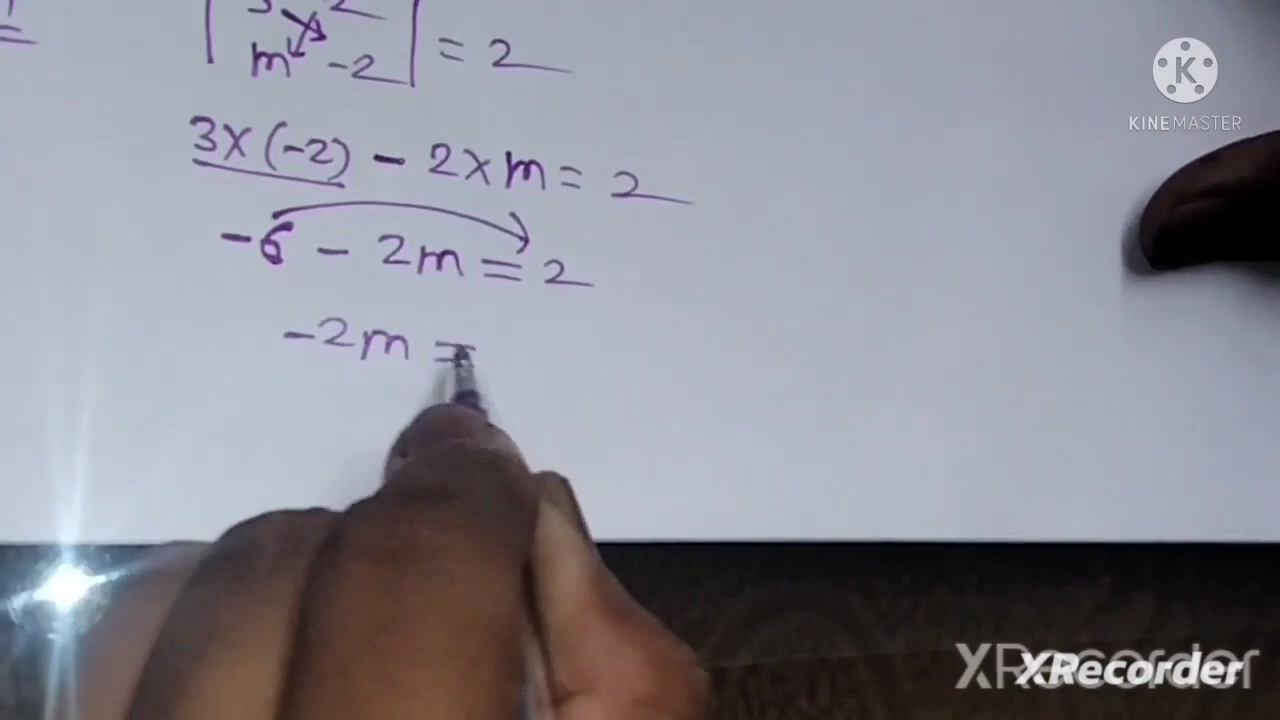 m -2 = 2
3 x (-2) - 2 x m = 2
-6 - 2m = 2
-2m =
K
KINEMASTER
XRecorder